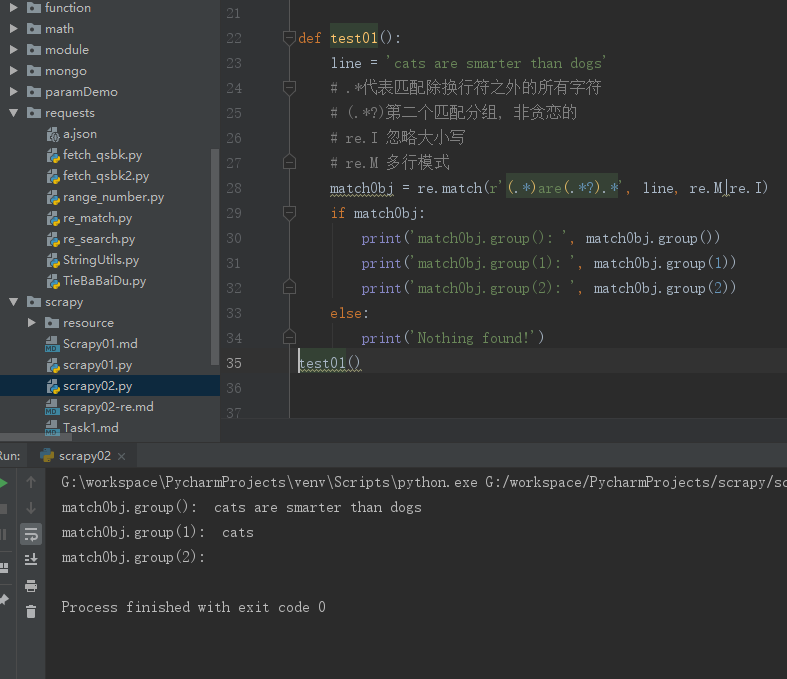 function
math
module
mongo
paramDemo
requests
a.json
fetch_qsbk.py
fetch_qsbk2.py
range_number.py
re_match.py
re_search.py
StringUtils.py
TieBaBaiDu.py
scrapy
resource
Scrapy01.md
scrapy01.py
scrapy02.py
scrapy02-re.md
Task1.md
21
22 def test01():
23 line = 'cats are smarter than dogs'
24 # .*代表匹配除换行符之外的所有字符
25 # (.*?)第二个匹配分组, 非贪恋的
26 # re.I 忽略大小写
27 # re.M 多行模式
28 matchObj = re.match(r'(.*)are(.*?).*', line, re.M|re.I)
29 if matchObj:
30 print('matchObj.group(): ', matchObj.group())
31 print('matchObj.group(1): ', matchObj.group(1))
32 print('matchObj.group(2): ', matchObj.group(2))
33 else:
34 print('Nothing found!')
35 test01()
36
37
Run: scrapy02 ×
G:\workspace\PycharmProjects\venv\Scripts\python.exe G:/workspace/PycharmProjects/scrapy/sc
matchObj.group():  cats are smarter than dogs
matchObj.group(1):  cats
matchObj.group(2):
Process finished with exit code 0